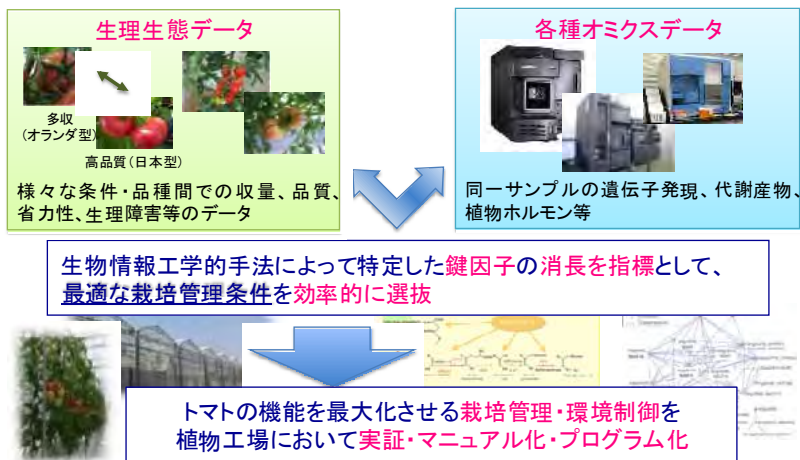 生理生態データ
多収
(オランダ型)
高品質(日本型)
様々な条件・品種間での収量、品質、
省力性、生理障害等のデータ
各種オミクスデータ
同一サンプルの遺伝子発現、代謝産物、
植物ホルモン等
生物情報工学的手法によって特定した鍵因子の消長を指標として、
最適な栽培管理条件を効率的に選抜
トマトの機能を最大化させる栽培管理・環境制御を
植物工場において実証・マニュアル化・プログラム化